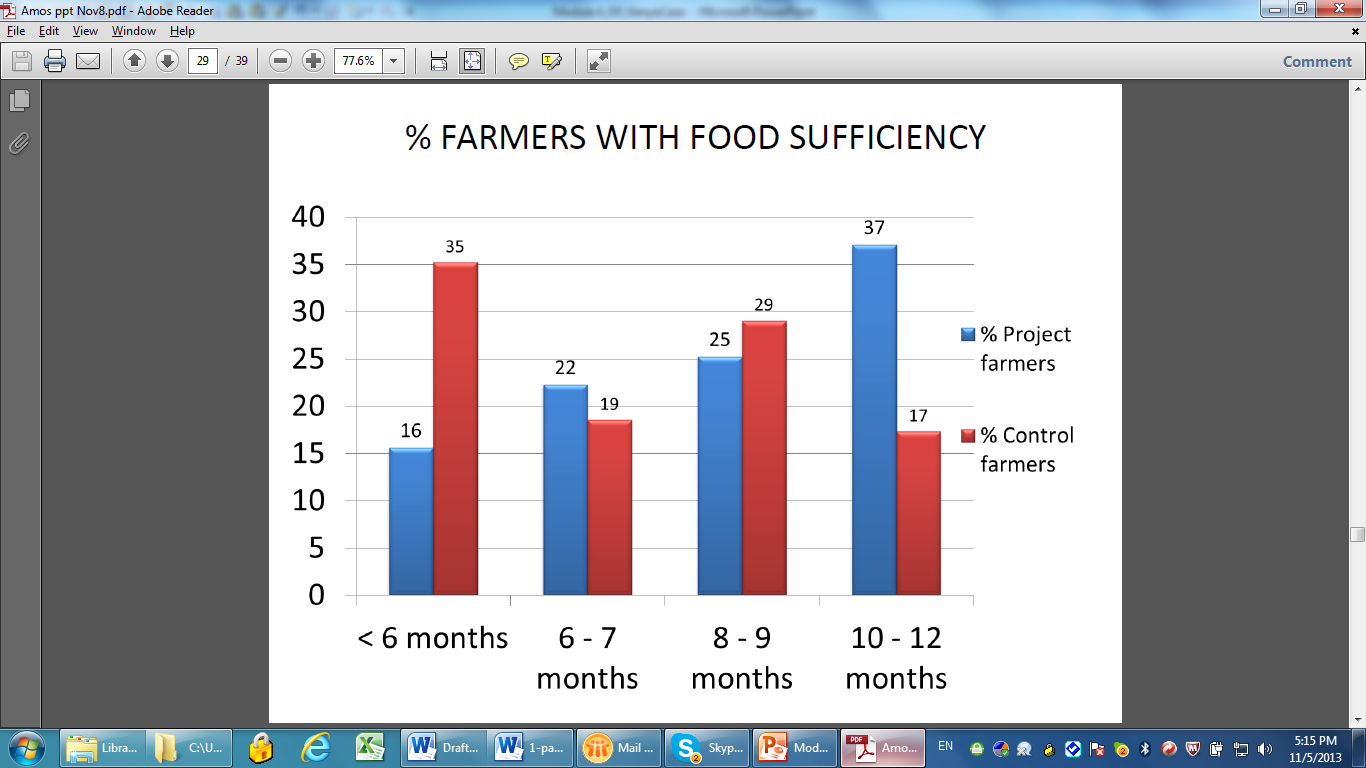 Amos ppt Nov8.pdf - Adobe Reader
File Edit View Window Help
29 / 39
77.6%
Comment
% FARMERS WITH FOOD SUFFICIENCY
40
35
30
25
20
15
10
5
0
16
35
22
19
25
29
37
17
< 6 months
6 - 7
months
8 - 9
months
10 - 12
months
% Project
farmers
% Control
farmers
Libra...
C:\U...
Draft...
1-pa...
Mail ...
Skyp...
Mod...
Amo...
EN
5:15 PM
11/5/2013